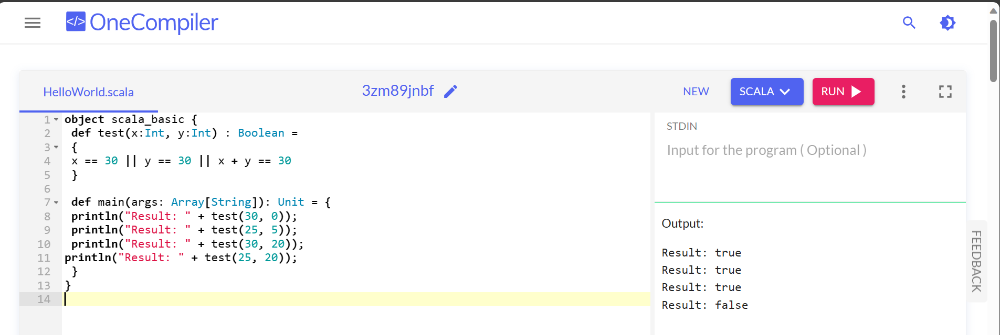 </> OneCompiler
HelloWorld.scala
3zm89jnbf
NEW
SCALA
RUN
1 object scala_basic {
2  def test(x:Int, y:Int) : Boolean =
3  {
4  x == 30 || y == 30 || x + y == 30
5  }
6
7  def main(args: Array[String]): Unit = {
8  println("Result: " + test(30, 0));
9  println("Result: " + test(25, 5));
10  println("Result: " + test(30, 20));
11 println("Result: " + test(25, 20));
12  }
13 }
14
STDIN
Input for the program ( Optional )
Output:
Result: true
Result: true
Result: true
Result: false
FEEDBACK